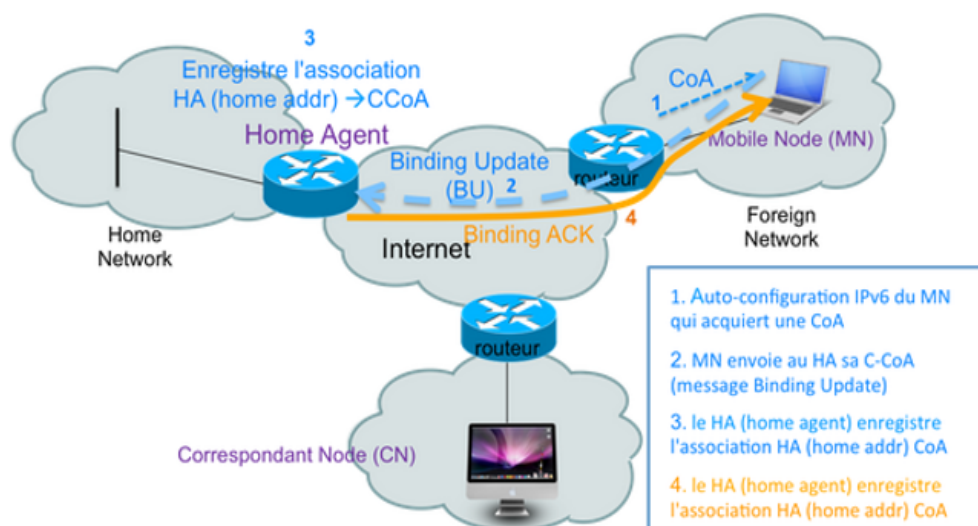 3
Enregistre l'association
HA (home addr) →CCoA
Home Agent
CoA
1
Mobile Node (MN)
routeur
Binding Update
(BU)
2
4
Binding ACK
Internet
Home
Network
Foreign
Network
routeur
Correspondant Node (CN)
1. Auto-configuration IPv6 du MN
qui acquiert une CoA
2. MN envoie au HA sa C-CoA
(message Binding Update)
3. le HA (home agent) enregistre
l'association HA (home addr) CoA
4. le HA (home agent) enregistre
l'association HA (home addr) CoA